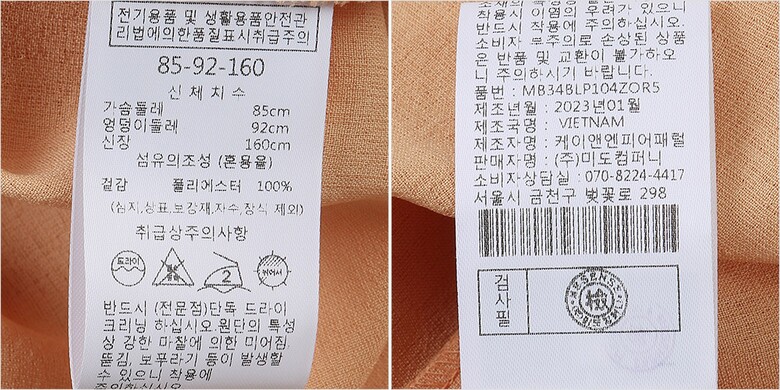 전기용품 및 생활용품안전관
리법에의한품질표시취급주의
85-92-160
신 체 치 수
가슴둘레 85cm
엉덩이둘레 92cm
신장 160cm
섬유의조성 (혼용율)
겉감 폴리에스터 100%
(심지,상표,보강재,자수,장식 제외)
취급상주의사항
드라이
2
뉘어서
반드시 (전문점)단독 드라이
크리닝 하십시오.원단의 특성
상 강한 마찰에 의한 미어짐,
뜯김, 보푸라기 등이 발생할
수 있으니 착용에
주의하십시오
착용시 이염의 우려가 있으니
반드시 착용에 주의하십시오.
소비자 부주의로 손상된 상품
은 반품 및 교환이 불가하오
니 주의하시기 바랍니다.
품번 : MB34BLP104ZOR5
제조년월 : 2023년01월
제조국명 : VIETNAM
제조자명 : 케이앤엔피어패럴
판매자명 : (주)미도컴퍼니
소비자상담실 : 070-8224-4417
서울시 금천구 벚꽃로 298
검사필
SENS
檢